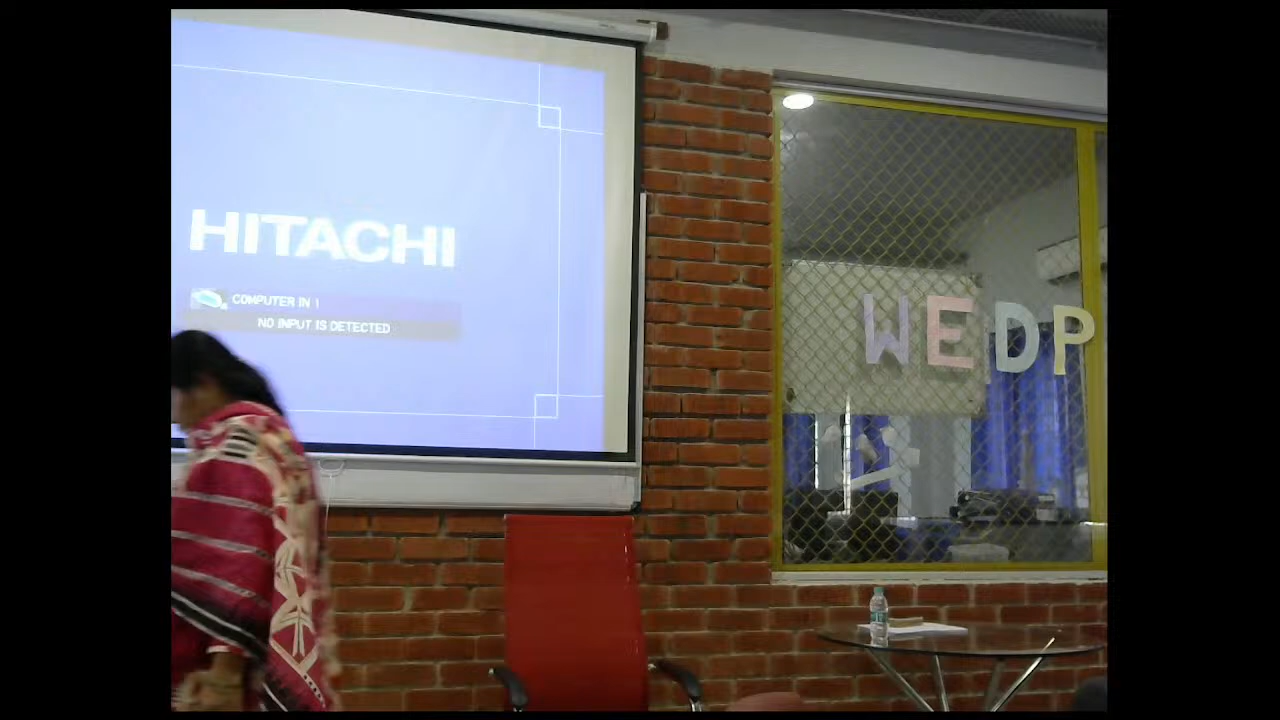 HITACHI
COMPUTER IN 1
NO INPUT IS DETECTED
WEDP